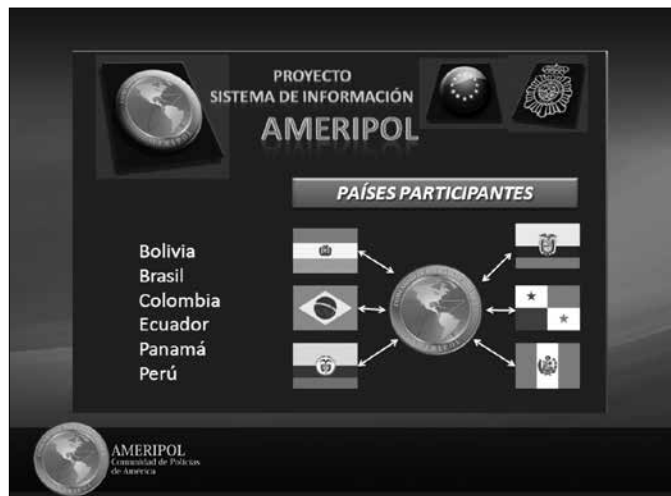 PROYECTO
SISTEMA DE INFORMACIÓN
AMERIPOL
PAÍSES PARTICIPANTES
Bolivia
Brasil
Colombia
Ecuador
Panamá
Perú
AMERIPOL
Comunidad de Policías
de América